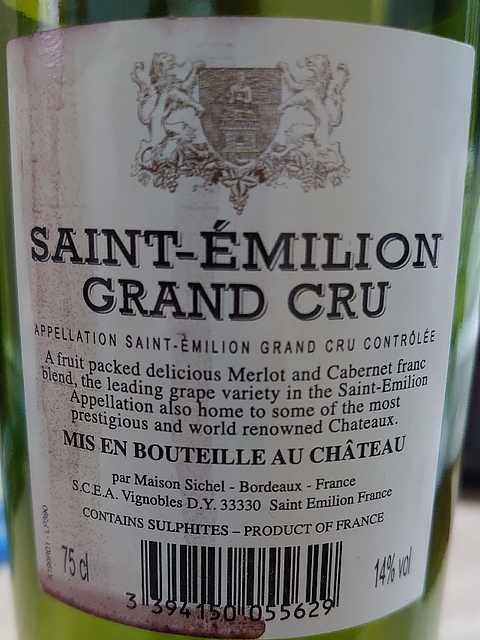 SAINT-ÉMILION
GRAND CRU
APPELLATION SAINT-ÉMILION GRAND CRU CONTRÔLÉE
A fruit packed delicious Merlot and Cabernet franc
blend, the leading grape variety in the Saint-Emilion
Appellation also home to some of the most
prestigious and world renowned Chateaux.
MIS EN BOUTEILLE AU CHÂTEAU
par Maison Sichel - Bordeaux - France
S.C.E.A. Vignobles D.Y. 33330 Saint Emilion France
CONTAINS SULPHITES – PRODUCT OF FRANCE
75 cl
14% vol
3 394150 055629